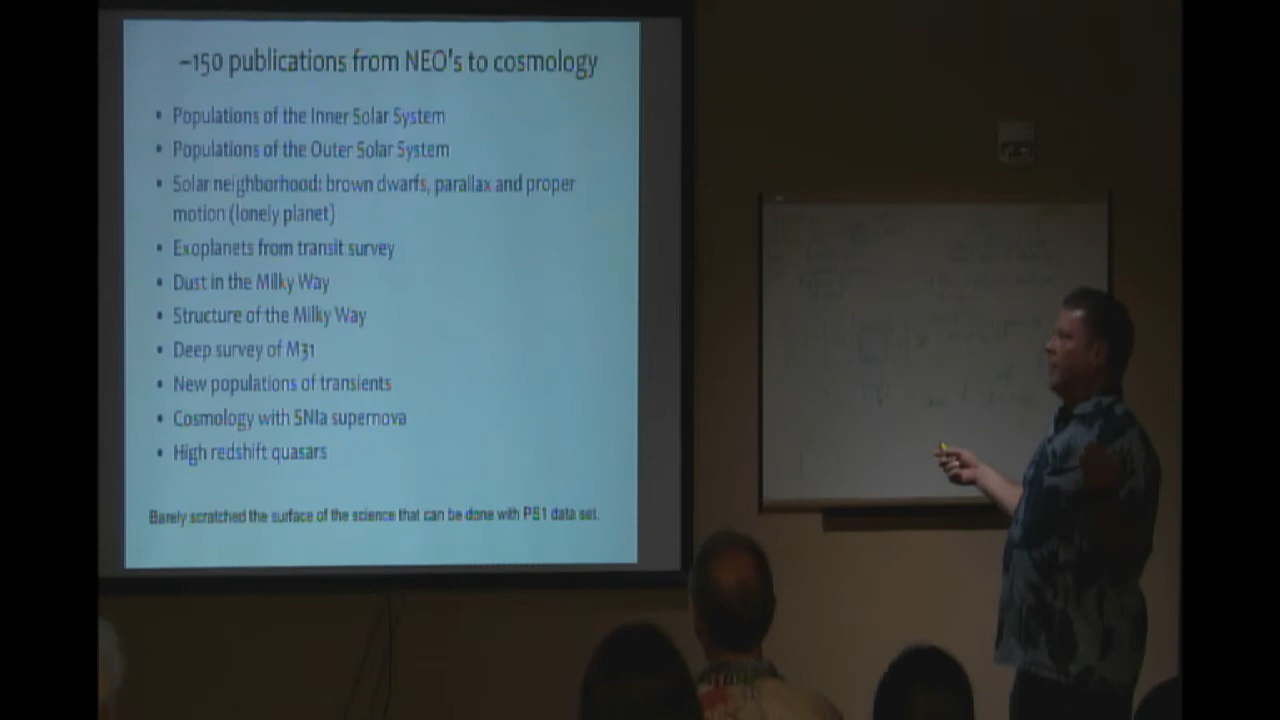 ~150 publications from NEO's to cosmology
• Populations of the Inner Solar System
• Populations of the Outer Solar System
• Solar neighborhood: brown dwarfs, parallax and proper
motion (lonely planet)
• Exoplanets from transit survey
• Dust in the Milky Way
• Structure of the Milky Way
• Deep survey of M31
• New populations of transients
• Cosmology with SNIa supernova
• High redshift quasars
Barely scratched the surface of the science that can be done with PS1 data set.